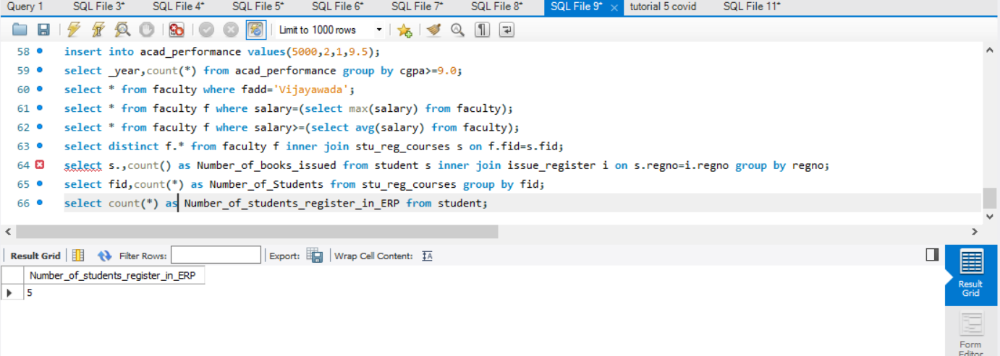 Query 1 SQL File 3* SQL File 4* SQL File 5* SQL File 6* SQL File 7* SQL File 8* SQL File 9* × tutorial 5 covid SQL File 11*
Limit to 1000 rows
58 insert into acad_performance values(5000,2,1,9.5);
59 select _year,count(*) from acad_performance group by cgpa>=9.0;
60 select * from faculty where fadd='Vijayawada';
61 select * from faculty f where salary=(select max(salary) from faculty);
62 select * from faculty f where salary>=(select avg(salary) from faculty);
63 select distinct f.* from faculty f inner join stu_reg_courses s on f.fid=s.fid;
64 select s.,count() as Number_of_books_issued from student s inner join issue_register i on s.regno=i.regno group by regno;
65 select fid,count(*) as Number_of_Students from stu_reg_courses group by fid;
66 select count(*) as Number_of_students_register_in_ERP from student;
Result Grid Filter Rows: Export: Wrap Cell Content: IA
Number_of_students_register_in_ERP
5
Result
Grid
Form
Editor